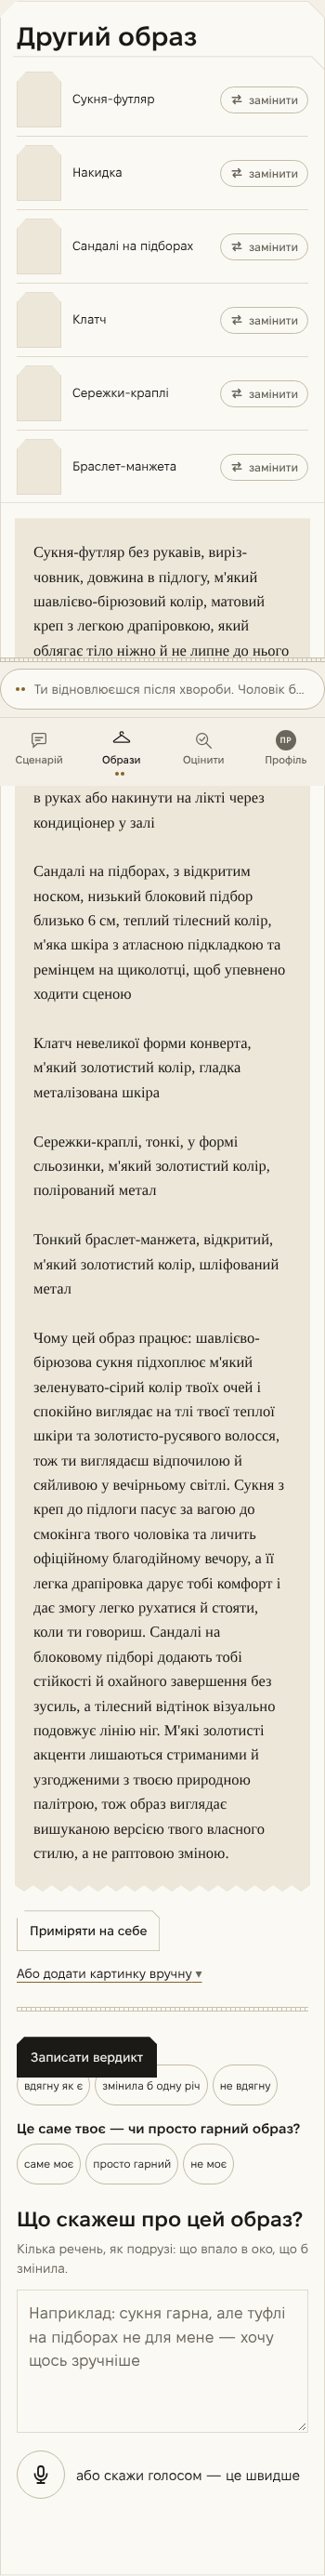 Другий образ
Сукня-футляр
замінити
Накидка
замінити
Сандалі на підборах
замінити
Клатч
замінити
Сережки-краплі
замінити
Браслет-манжета
замінити
Сукня-футляр без рукавів, виріз-
човник, довжина в підлогу, м'який
шавлієво-бірюзовий колір, матовий
креп з легкою драпіровкой, який
облягає тіло ніжно й не липне до нього
Ти відновлюєшся після хвороби. Чоловік б...
Сценарій
Образи
Оцінити
ПР
Профіль
в руках або накинути на лікті через
кондиціонер у залі
Сандалі на підборах, з відкритим
носком, низький блоковий підбор
близько 6 см, теплий тілесний колір,
м'яка шкіра з атласною підкладкою та
ремінцем на щиколотці, щоб упевнено
ходити сценою
Клатч невеликої форми конверта,
м'який золотистий колір, гладка
металізована шкіра
Сережки-краплі, тонкі, у формі
сльозинки, м'який золотистий колір,
полірований метал
Тонкий браслет-манжета, відкритий,
м'який золотистий колір, шліфований
метал
Чому цей образ працює: шавлієво-
бірюзова сукня підхоплює м'який
зеленувато-сірий колір твоїх очей і
спокійно виглядає на тлі твоєї теплої
шкіри та золотисто-русявого волосся,
тож ти виглядаєш відпочилою й
сяйливою у вечірньому світлі. Сукня з
креп до підлоги пасує за вагою до
смокінга твого чоловіка та личить
офіційному благодійному вечору, а її
легка драпіровка дарує тобі комфорт і
дає змогу легко рухатися й стояти,
коли ти говориш. Сандалі на
блоковому підборі додають тобі
стійкості й охайного завершення без
зусиль, а тілесний відтінок візуально
подовжує лінію ніг. М'які золотисті
акценти лишаються стриманими й
узгодженими з твоєю природною
палітрою, тож образ виглядає
вишуканою версією твого власного
стилю, а не раптовою зміною.
Приміряти на себе
Або додати картинку вручну ▾
Записати вердикт
вдягну як є
змінила б одну річ
не вдягну
Це саме твоє — чи просто гарний образ?
саме моє
просто гарний
не моє
Що скажеш про цей образ?
Кілька речень, як подрузі: що впало в око, що б
змінила.
Наприклад: сукня гарна, але туфлі
на підборах не для мене — хочу
щось зручніше
або скажи голосом — це швидше